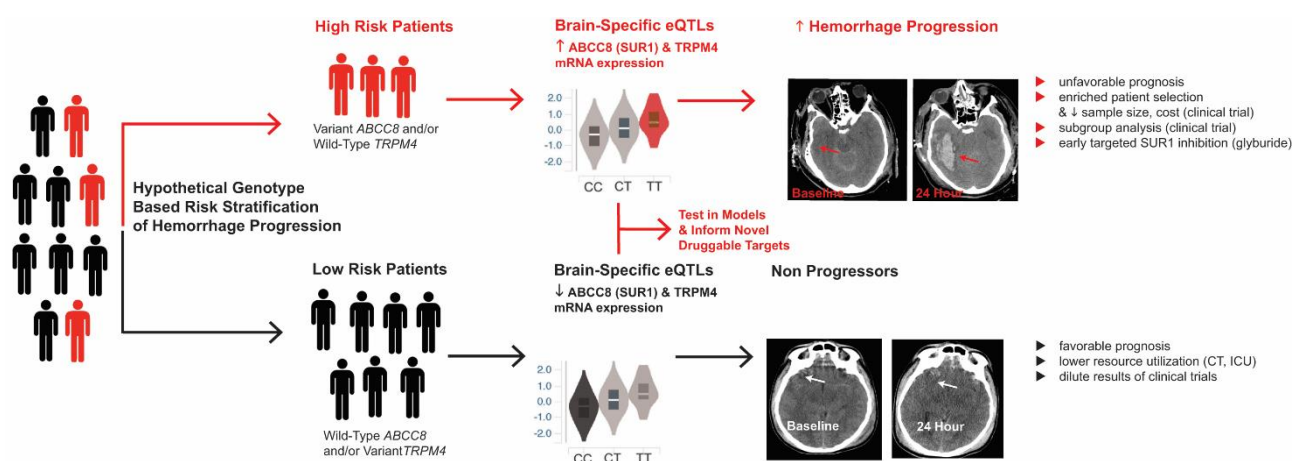 High Risk Patients
Variant ABCC8 and/or
Wild-Type TRPM4
Brain-Specific eQTLs
↑ ABCC8 (SUR1) & TRPM4
mRNA expression
2.0
1.0
0.0
-1.0
-2.0
CC CT TT
↑ Hemorrhage Progression
Baseline
24 Hour
unfavorable prognosis
enriched patient selection
& ↓ sample size, cost (clinical trial)
subgroup analysis (clinical trial)
early targeted SUR1 inhibition (glyburide)
Hypothetical Genotype
Based Risk Stratification
of Hemorrhage Progression
Test in Models
& Inform Novel
Druggable Targets
Low Risk Patients
Wild-Type ABCC8
and/or Variant TRPM4
Brain-Specific eQTLs
↓ ABCC8 (SUR1) & TRPM4
mRNA expression
2.0
1.0
0.0
-1.0
-2.0
CC CT TT
Non Progressors
Baseline
24 Hour
favorable prognosis
lower resource utilization (CT, ICU)
dilute results of clinical trials